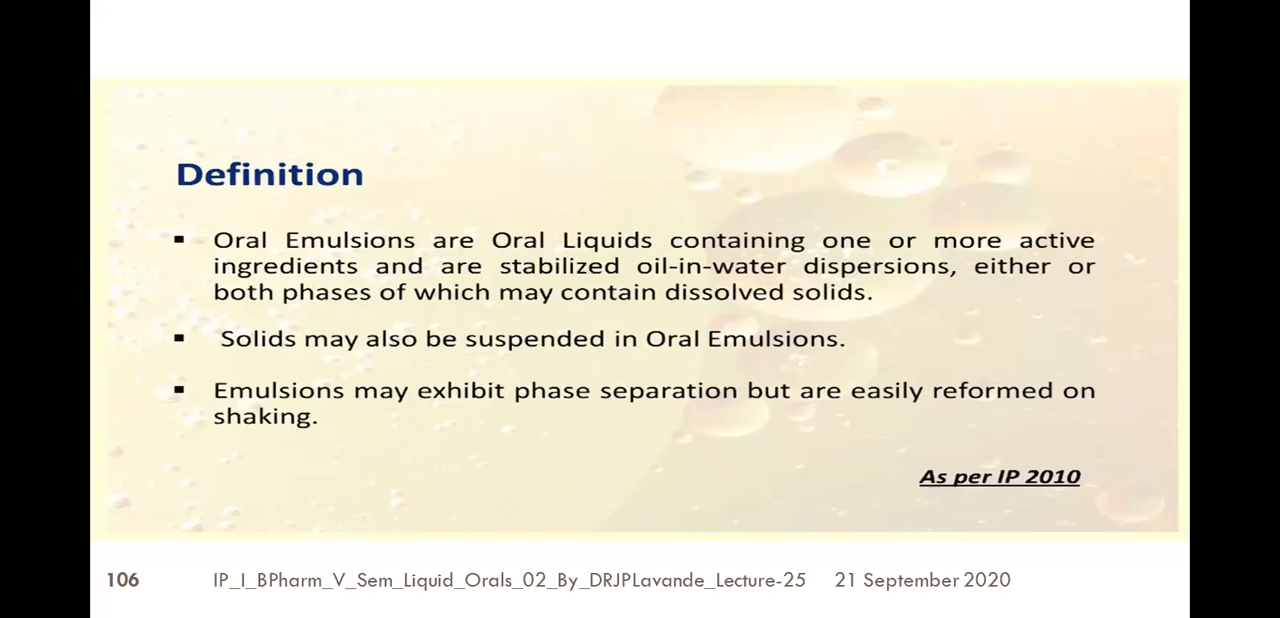 Definition
▪ Oral Emulsions are Oral Liquids containing one or more active
ingredients and are stabilized oil-in-water dispersions, either or
both phases of which may contain dissolved solids.
▪ Solids may also be suspended in Oral Emulsions.
▪ Emulsions may exhibit phase separation but are easily reformed on
shaking.
As per IP 2010
106 IP_I_BPharm_V_Sem_Liquid_Orals_02_By_DRJPLavande_Lecture-25 21 September 2020